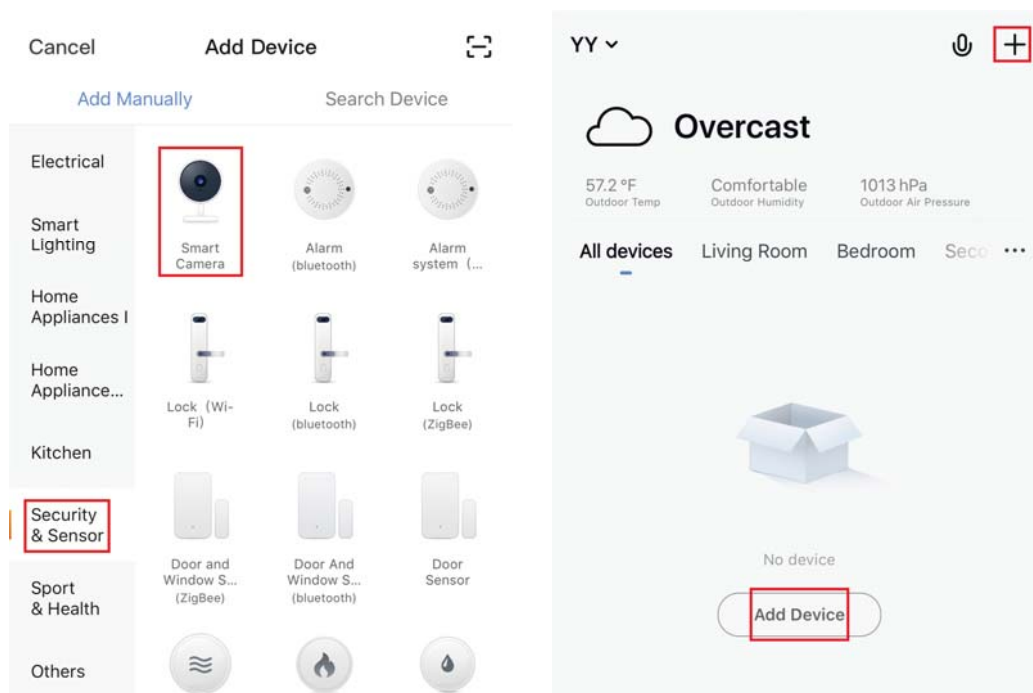 Cancel
Add Device
Add Manually
Search Device
Electrical
Smart
Lighting
Home
Appliances I
Home
Appliance...
Kitchen
Security
& Sensor
Sport
& Health
Others
Smart
Camera
Alarm
(bluetooth)
Alarm
system (...
Lock (Wi-
Fi)
Lock
(bluetooth)
Lock
(ZigBee)
Door and
Window S...
(ZigBee)
Door And
Window S...
(bluetooth)
Door
Sensor
YY
Overcast
57.2 °F
Outdoor Temp
Comfortable
Outdoor Humidity
1013 hPa
Outdoor Air Pressure
All devices
Living Room
Bedroom
Seco
...
No device
Add Device